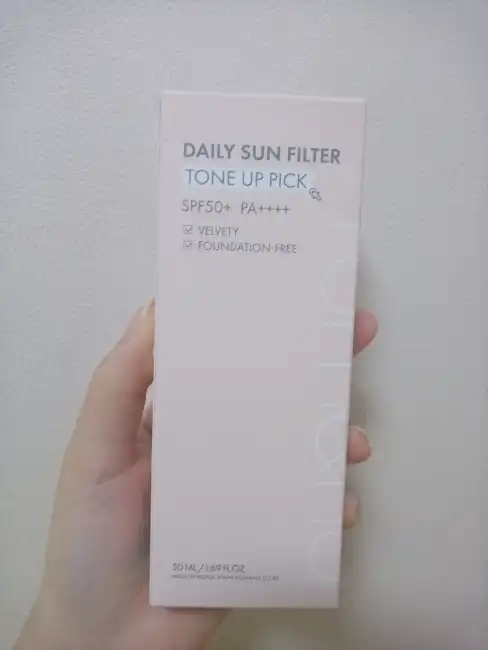 DAILY SUN FILTER
TONE UP PICK
SPF50+ PA++++
VELVETY
FOUNDATION-FREE
50 ML/1.69 FL.OZ.